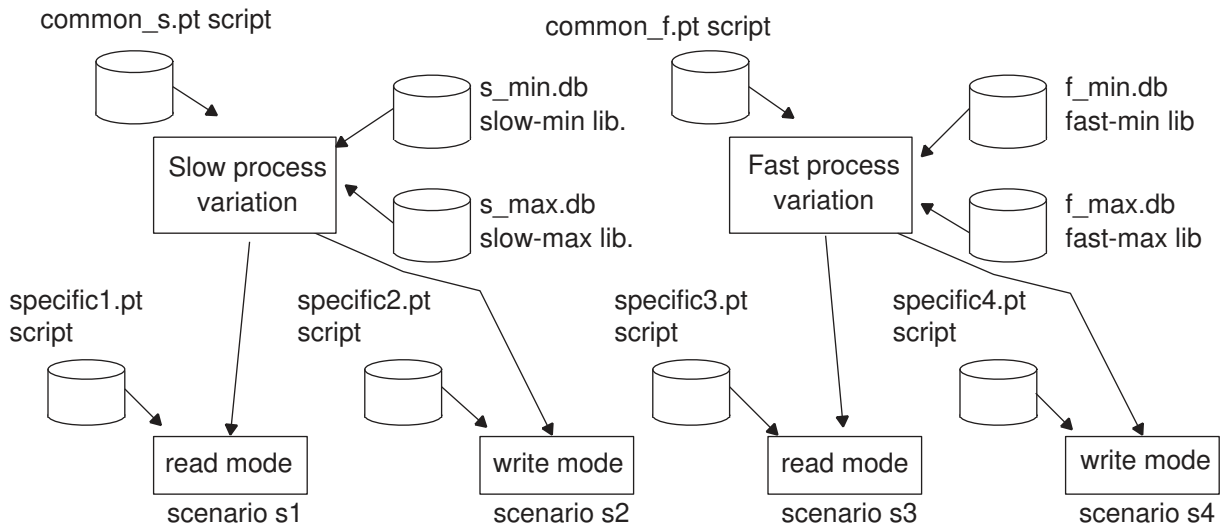 common_s.pt script
common_f.pt script
s_min.db
slow-min lib.
f_min.db
fast-min lib
Slow process
variation
Fast process
variation
s_max.db
slow-max lib.
f_max.db
fast-max lib
specific1.pt
script
specific2.pt
script
specific3.pt
script
specific4.pt
script
read mode
write mode
read mode
write mode
scenario s1
scenario s2
scenario s3
scenario s4